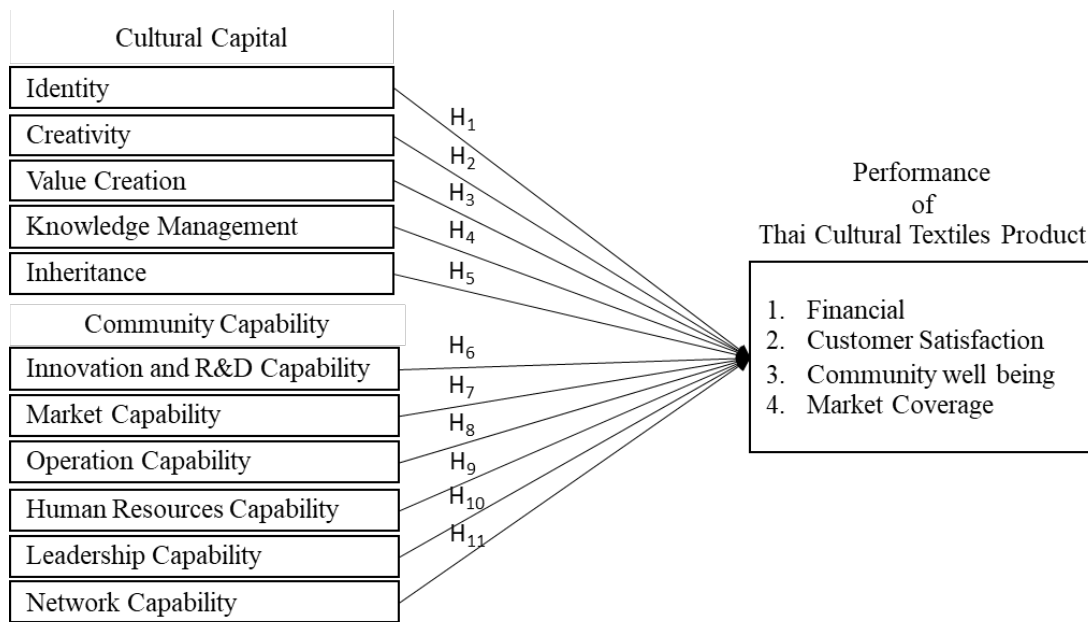 Cultural Capital
Identity
Creativity
Value Creation
Knowledge Management
Inheritance
Community Capability
Innovation and R&D Capability
Market Capability
Operation Capability
Human Resources Capability
Leadership Capability
Network Capability
H1
H2
H3
H4
H5
H6
H7
H8
H9
H10
H11
Performance
of
Thai Cultural Textiles Product
1. Financial
2. Customer Satisfaction
3. Community well being
4. Market Coverage